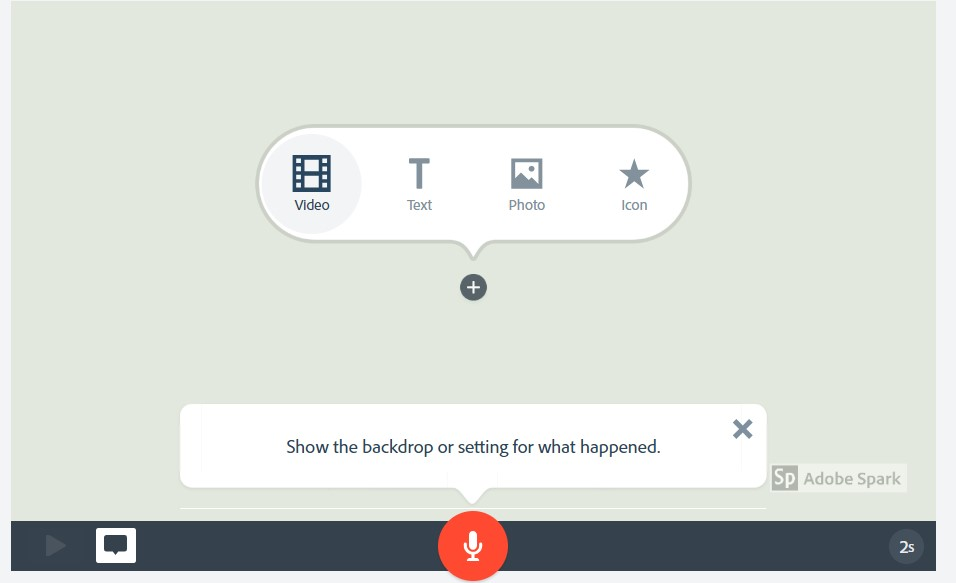 Video Text Photo Icon
Show the backdrop or setting for what happened.
Sp Adobe Spark
2s